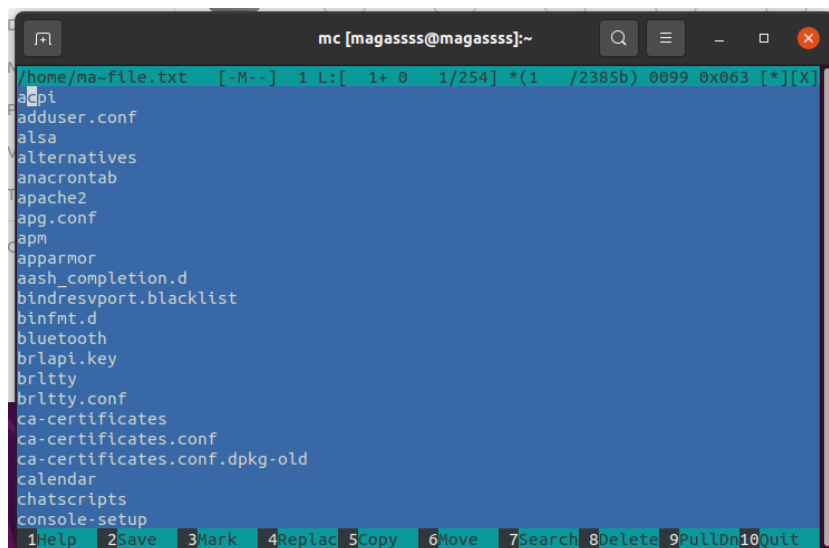 mc [magassss@magassss]:~
/home/ma~file.txt [-M--] 1 L:[ 1+ 0 1/254] *(1 /2385b) 0099 0x063 [*][X]
acpi
adduser.conf
alsa
alternatives
anacrontab
apache2
apg.conf
apm
apparmor
aash_completion.d
bindresvport.blacklist
binfmt.d
bluetooth
brlapi.key
brltty
brltty.conf
ca-certificates
ca-certificates.conf
ca-certificates.conf.dpkg-old
calendar
chatscripts
console-setup
1Help 2Save 3Mark 4Replac 5Copy 6Move 7Search 8Delete 9PullDn 10Quit